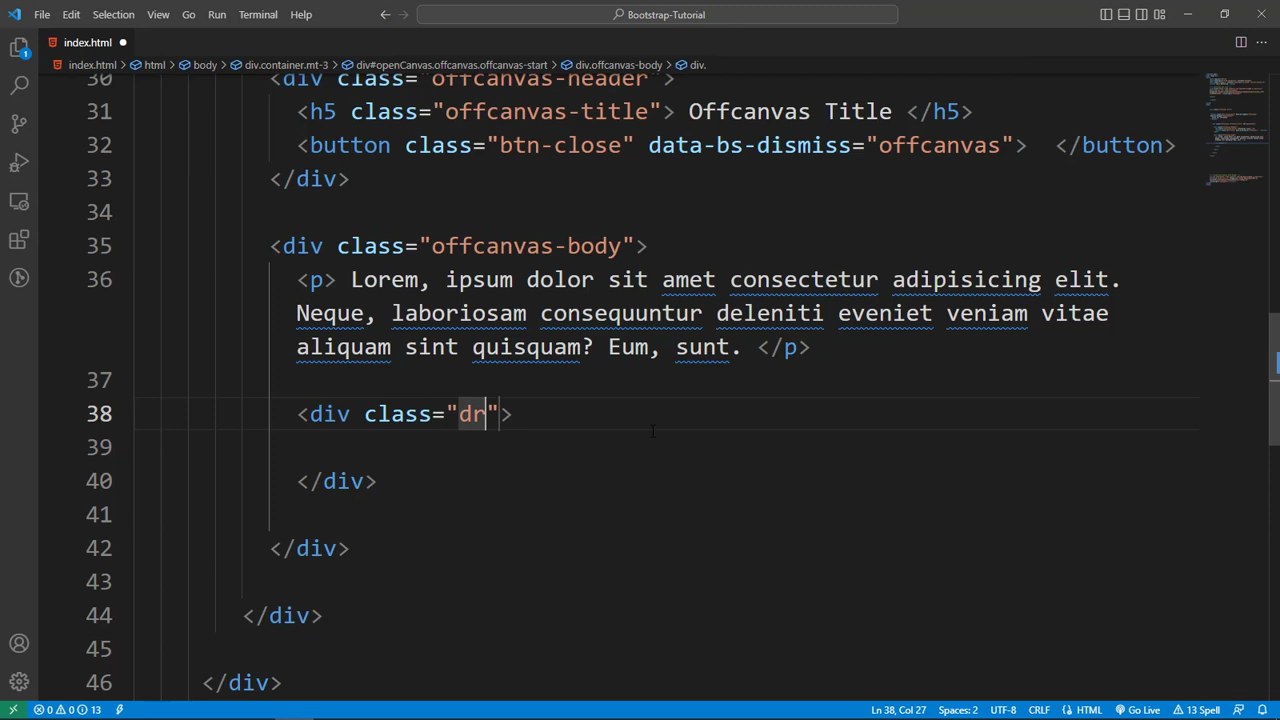 File Edit Selection View Go Run Terminal Help Bootstrap-Tutorial
index.html
index.html html body div.container.mt-3 div#openCanvas.offcanvas.offcanvas-start div.offcanvas-body div.
1
30 <div class="offcanvas-header">
31 <h5 class="offcanvas-title"> Offcanvas Title </h5>
32 <button class="btn-close" data-bs-dismiss="offcanvas"> </button>
33 </div>
34
35 <div class="offcanvas-body">
36 <p> Lorem, ipsum dolor sit amet consectetur adipisicing elit.
Neque, laboriosam consequuntur deleniti eveniet veniam vitae
aliquam sint quisquam? Eum, sunt. </p>
37
38 <div class="dr">
39
40 </div>
41
42 </div>
43
44 </div>
45
46 </div>
0 0 13 Ln 38, Col 27 Spaces: 2 UTF-8 CRLF HTML Go Live 13 Spell